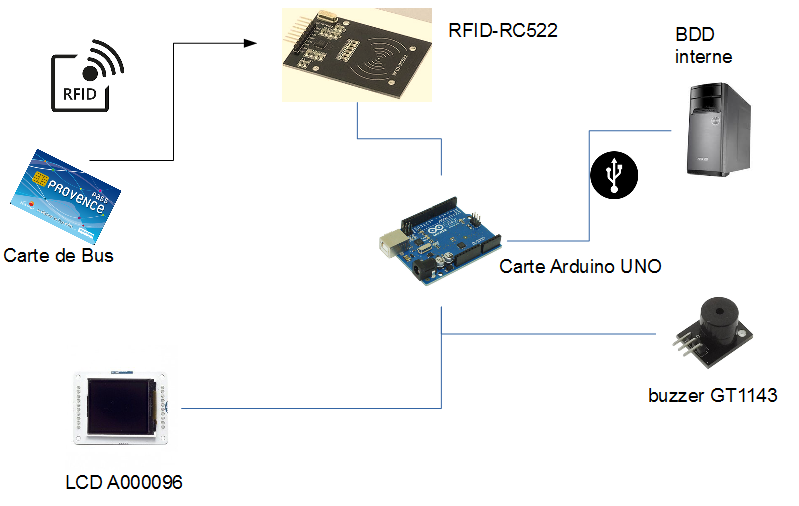 RFID-RC522
BDD
interne
RFID
pass
PROVENCE
Carte de Bus
Carte Arduino UNO
buzzer GT1143
LCD A000096